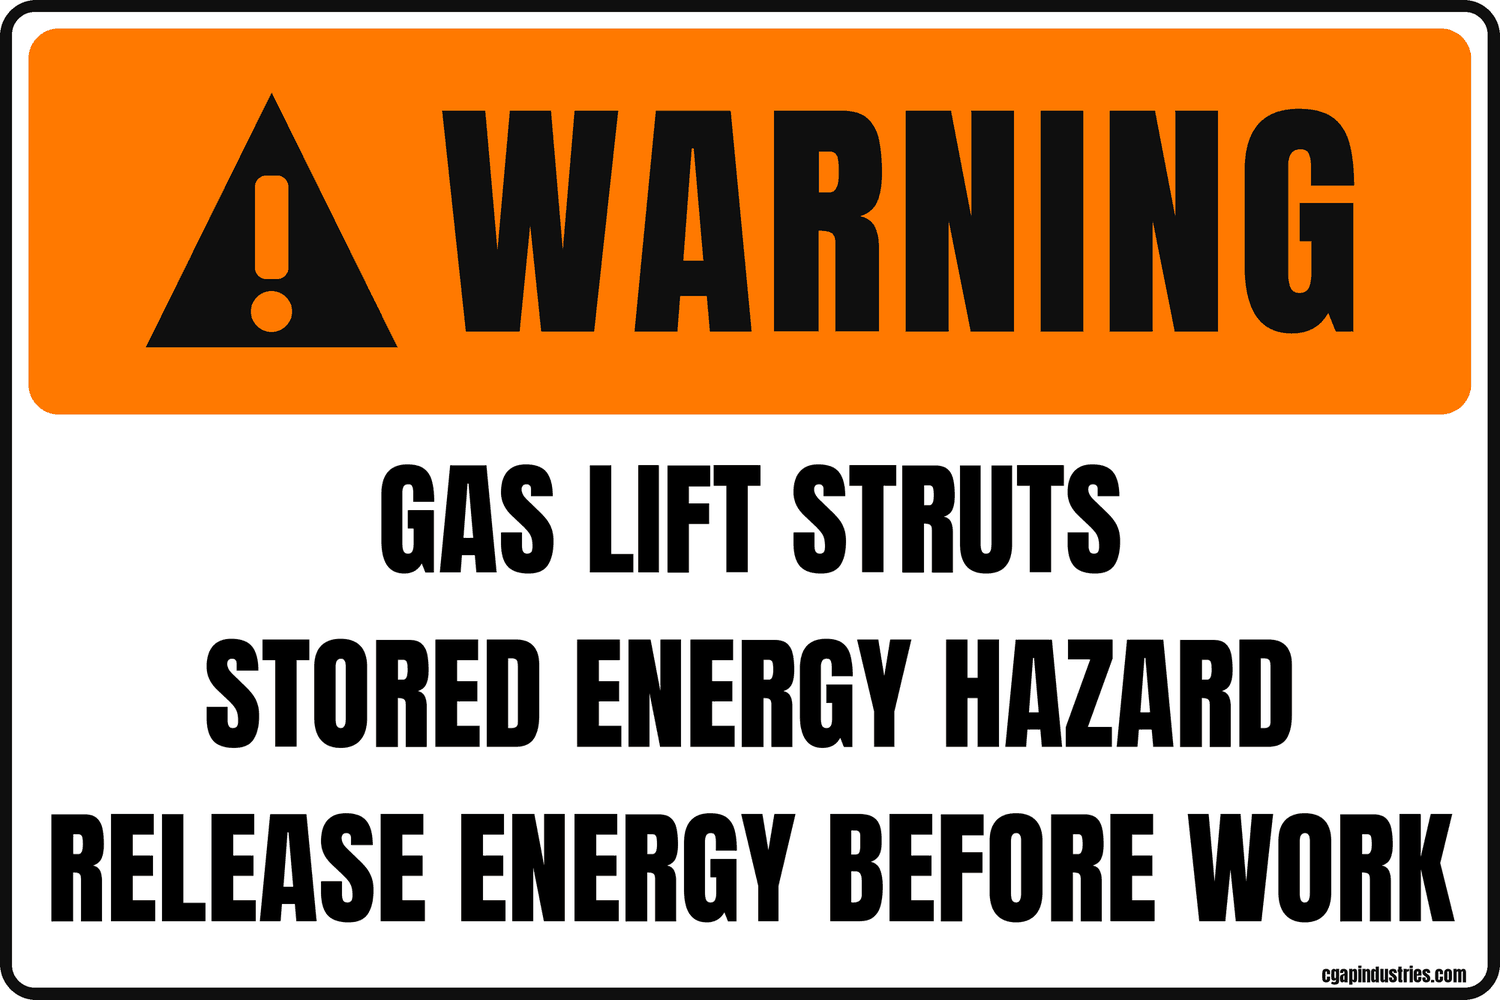 WARNING
GAS LIFT STRUTS
STORED ENERGY HAZARD
RELEASE ENERGY BEFORE WORK
cgapindustries.com